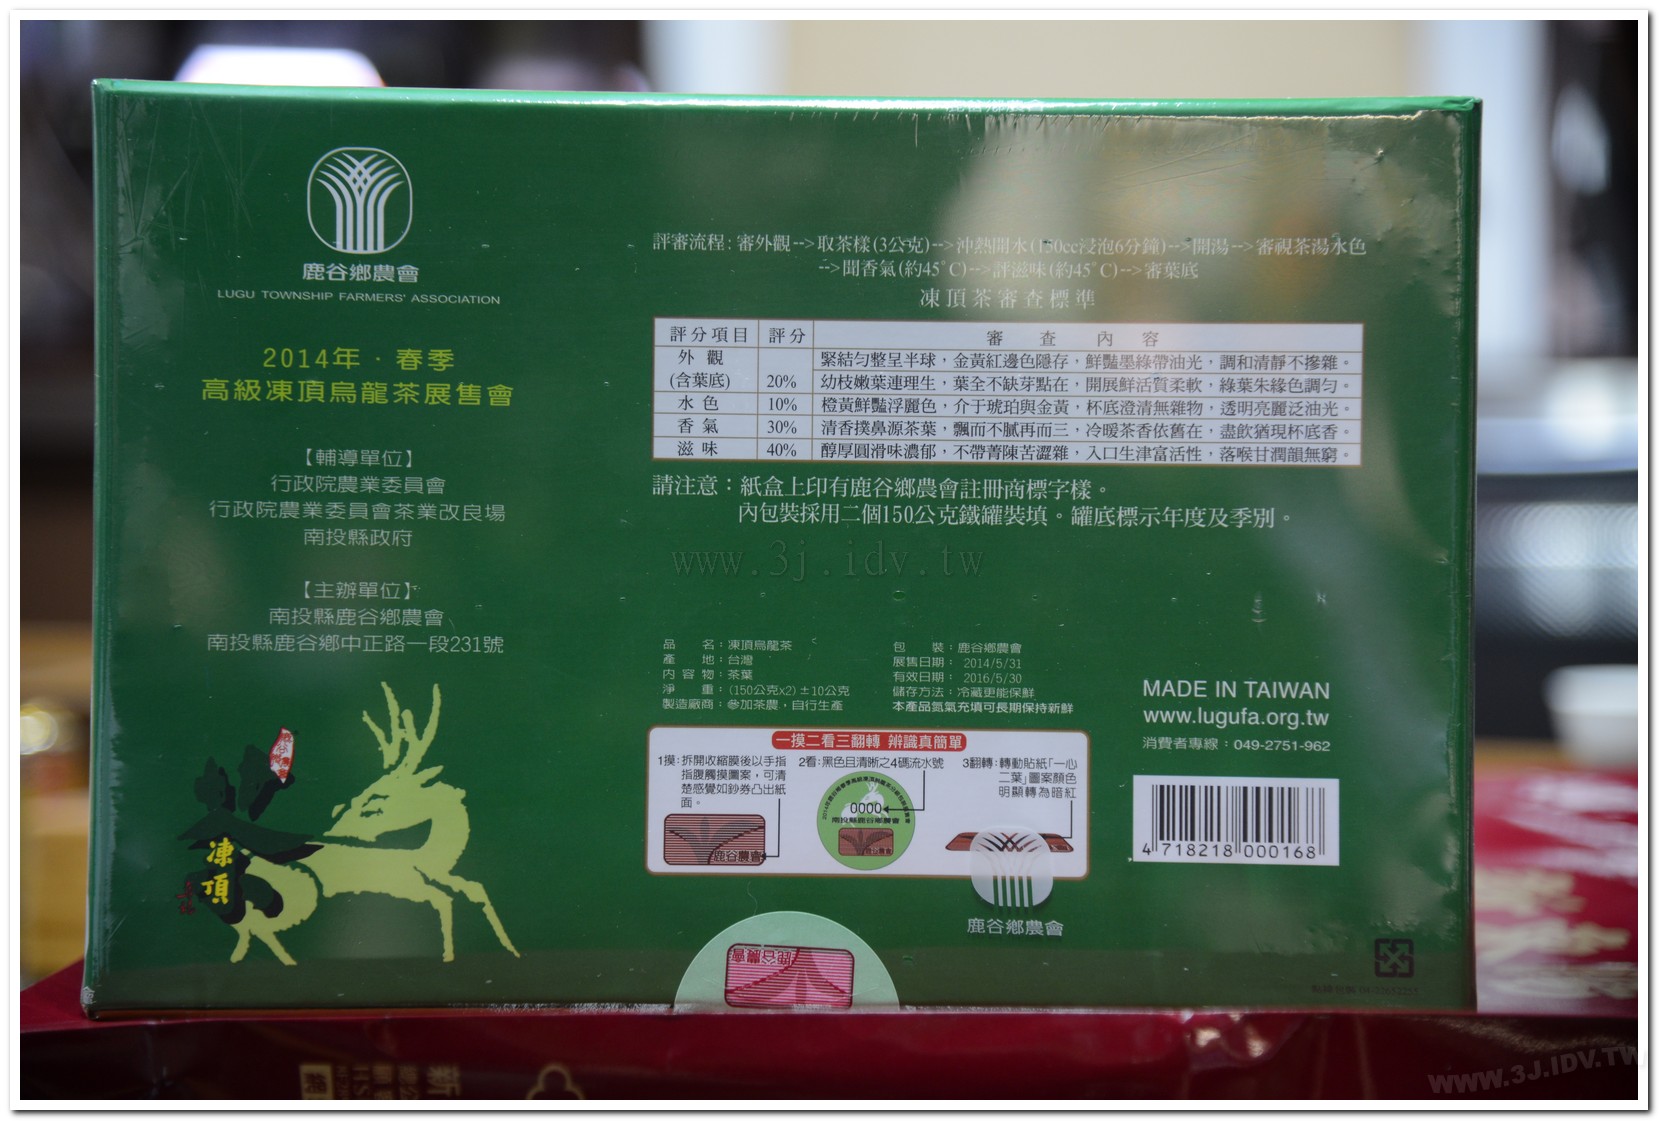 鹿谷鄉農會
LUGU TOWNSHIP FARMERS' ASSOCIATION
2014年・春季
高級凍頂烏龍茶展售會
【輔導單位】
行政院農業委員會
行政院農業委員會茶業改良場
南投縣政府
【主辦單位】
南投縣鹿谷鄉農會
南投縣鹿谷鄉中正路一段231號
凍頂
評審流程:審外觀-->取茶樣(3公克)-->沖熱開水(150cc浸泡6分鐘)-->開湯-->審視茶湯水色
-->聞香氣(約45°C)-->評滋味(約45°C)-->審葉底
凍頂茶審查標準
評分項目 評分 審查內容
外觀 緊結勻整呈半球,金黃紅邊色隱存,鮮豔墨綠帶油光,調和清靜不摻雜。
(含葉底) 20% 幼枝嫩葉連理生,葉全不缺芽點在,開展鮮活質柔軟,綠葉朱緣色調勻。
水色 10% 橙黃鮮豔浮麗色,介于琥珀與金黃,杯底澄清無雜物,透明亮麗泛油光。
香氣 30% 清香撲鼻源茶葉,飄而不膩再而三,冷暖茶香依舊在,盡飲猶現杯底香。
滋味 40% 醇厚圓滑味濃郁,不帶菁陳苦澀雜,入口生津富活性,落喉甘潤韻無窮。
請注意:紙盒上印有鹿谷鄉農會註冊商標字樣。
內包裝採用二個150公克鐵罐裝填。罐底標示年度及季別。
www.3j.idv.tw
品名:凍頂烏龍茶
產地:台灣
內容物:茶葉
淨重:(150公克x2)±10公克
製造廠商:參加茶農,自行生產
包裝:鹿谷鄉農會
展售日期: 2014/5/31
有效日期: 2016/5/30
儲存方法:冷藏更能保鮮
本產品氮氣充填可長期保持新鮮
MADE IN TAIWAN
www.lugufa.org.tw
消費者專線:049-2751-962
一摸二看三翻轉 辨識真簡單
1摸:拆開收縮膜後以手指
指腹觸摸圖案,可清
楚感覺如鈔券凸出紙
面。
鹿谷農會
2看:黑色且清晰之4碼流水號
0000
南投縣鹿谷鄉農會
3翻轉:轉動貼紙「一心
二葉」圖案顏色
明顯轉為暗紅
鹿谷鄉農會
4 718218 000168
鹿谷農會
WWW.3J.IDV.TW